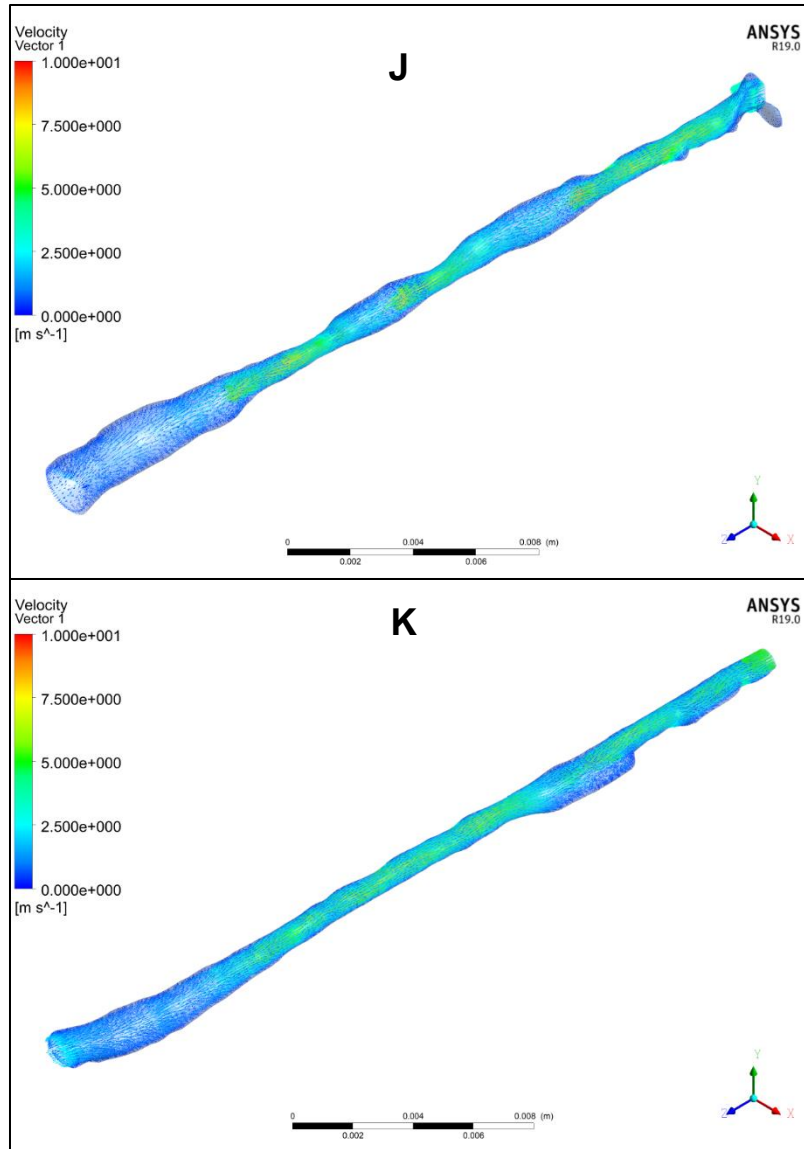 Velocity
Vector 1
ANSYS
R19.0
J
1.000e+001
7.500e+000
5.000e+000
2.500e+000
0.000e+000
[m s^-1]
0 0.004 0.008 (m)
0.002 0.006
Y
Z X
Velocity
Vector 1
ANSYS
R19.0
K
1.000e+001
7.500e+000
5.000e+000
2.500e+000
0.000e+000
[m s^-1]
0 0.004 0.008 (m)
0.002 0.006
Y
Z X